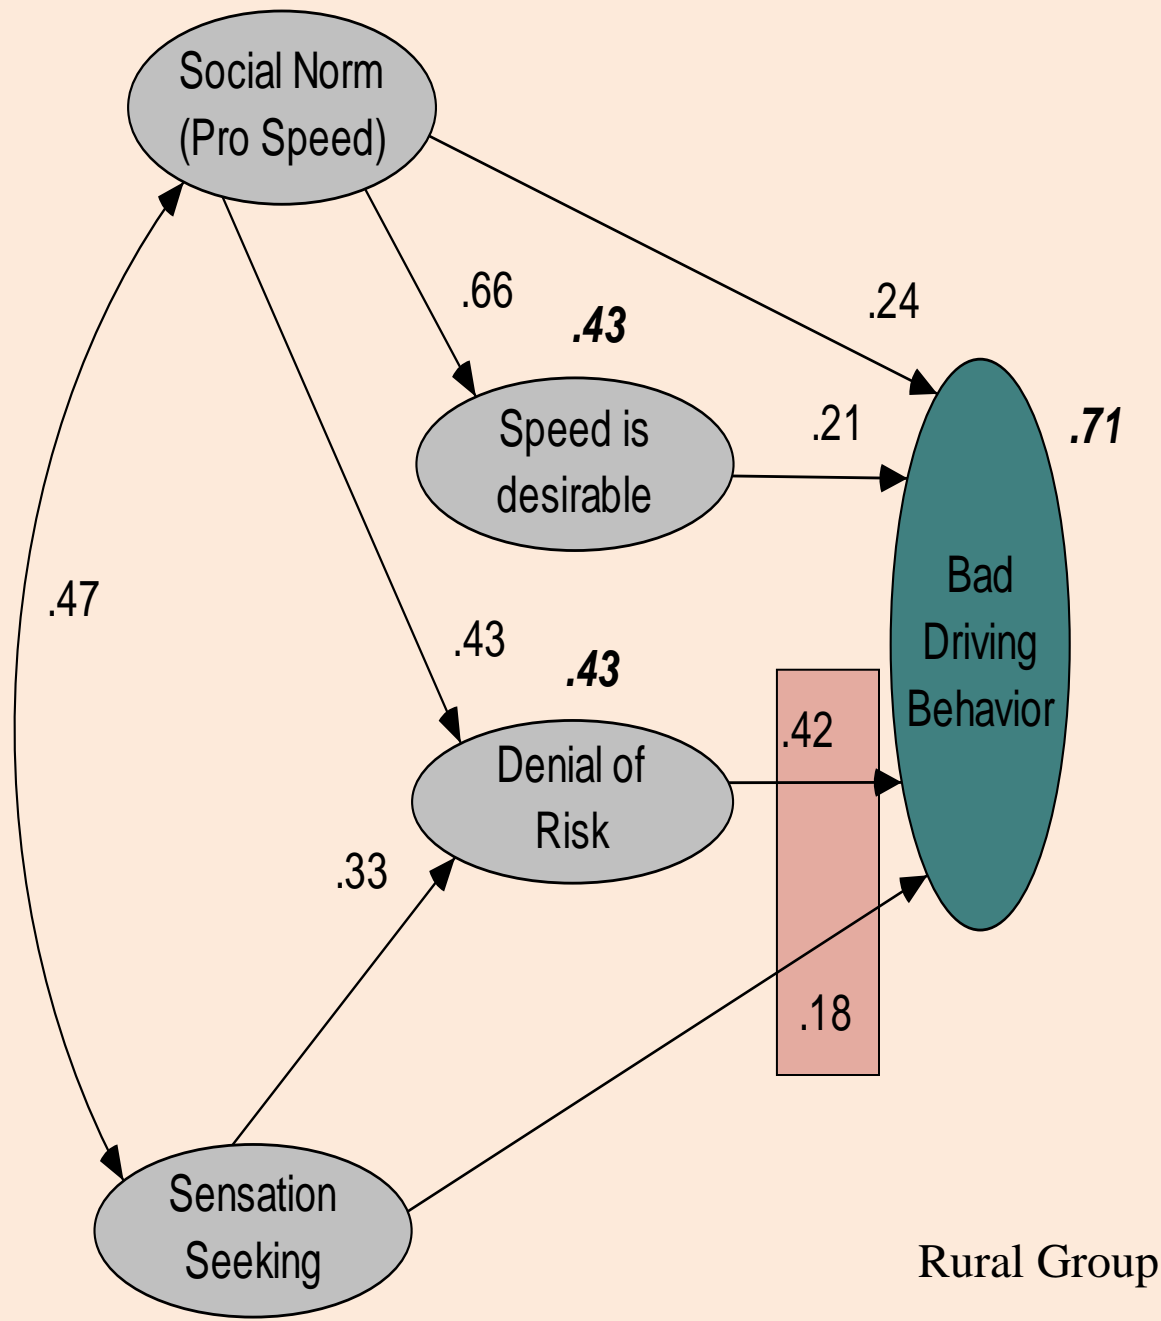 Social Norm
(Pro Speed)
.66
.43
.24
.21
.71
Speed is
desirable
.47
.43
.43
Bad
Driving
Behavior
.42
Denial of
Risk
.33
.18
Sensation
Seeking
Rural Group